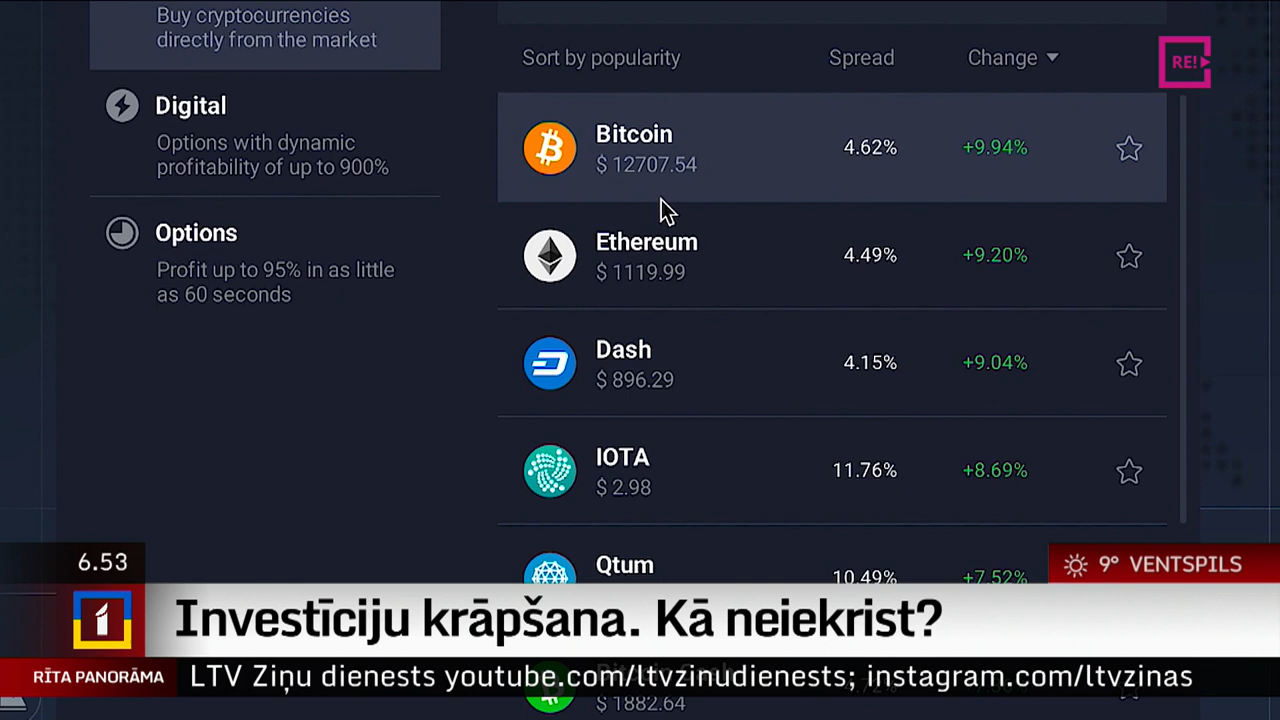 Buy cryptocurrencies
directly from the market
Digital
Options with dynamic
profitability of up to 900%
Options
Profit up to 95% in as little
as 60 seconds
Sort by popularity Spread Change
RE!
Bitcoin
$ 12707.54
4.62% +9.94%
Ethereum
$ 1119.99
4.49% +9.20%
Dash
$ 896.29
4.15% +9.04%
IOTA
$ 2.98
11.76% +8.69%
Qtum
10.49% +7.52%
6.53
9° VENTSPILS
1
Investīciju krāpšana. Kā neiekrist?
RĪTA PANORĀMA
LTV Ziņu dienests youtube.com/ltvzinudienests; instagram.com/ltvzinas
Bitcoin Cash
$ 1882.64